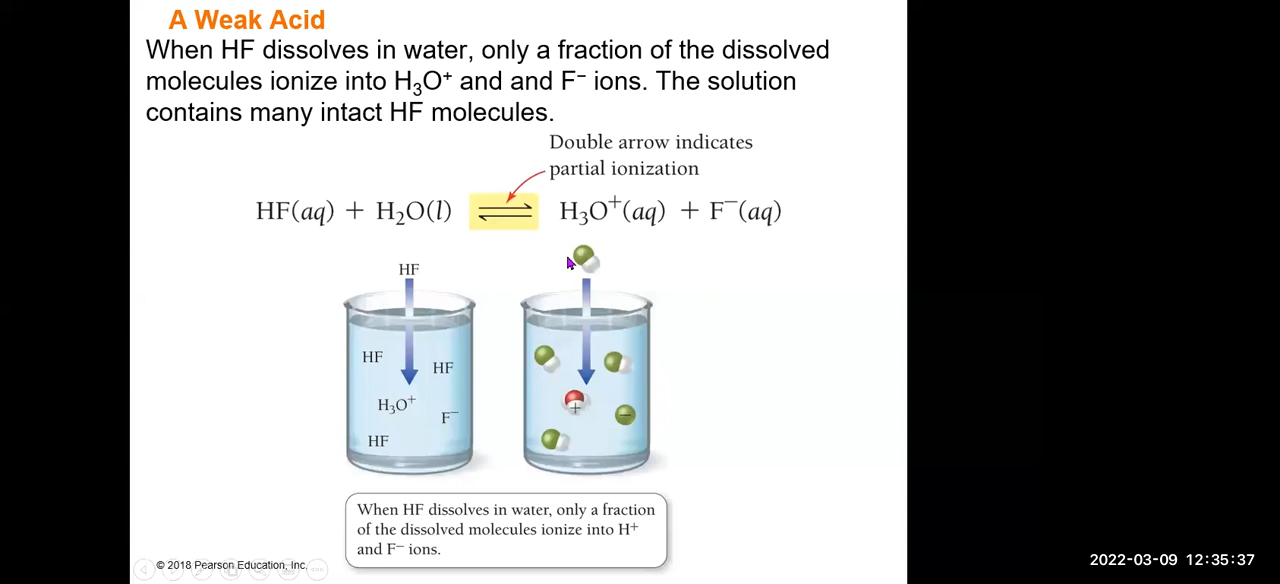 A Weak Acid
When HF dissolves in water, only a fraction of the dissolved
molecules ionize into H₃O⁺ and and F⁻ ions. The solution
contains many intact HF molecules.
Double arrow indicates
partial ionization
HF(aq) + H₂O(l) ⇌ H₃O⁺(aq) + F⁻(aq)
HF
HF
HF
H₃O⁺
F⁻
HF
+
−
When HF dissolves in water, only a fraction
of the dissolved molecules ionize into H⁺
and F⁻ ions.
© 2018 Pearson Education, Inc.
2022-03-09 12:35:37